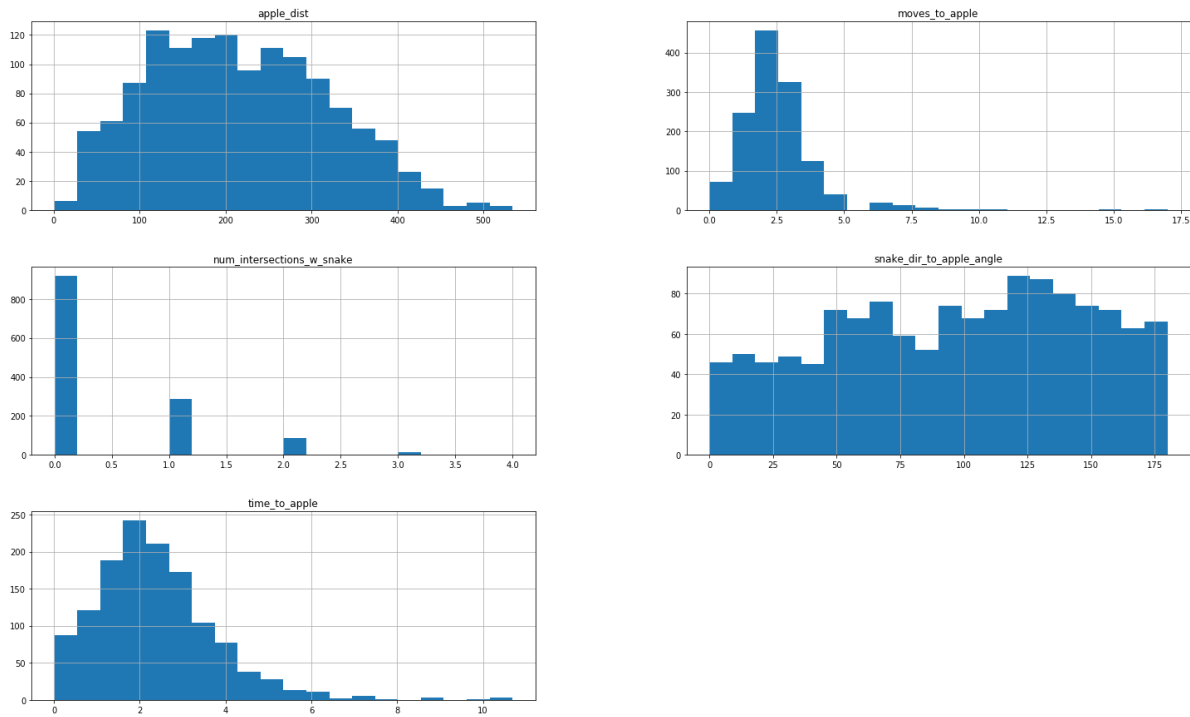 apple_dist
120
100
80
60
40
20
0
0 100 200 300 400 500
moves_to_apple
400
300
200
100
0
0.0 2.5 5.0 7.5 10.0 12.5 15.0 17.5
num_intersections_w_snake
800
600
400
200
0
0.0 0.5 1.0 1.5 2.0 2.5 3.0 3.5 4.0
snake_dir_to_apple_angle
80
60
40
20
0
0 25 50 75 100 125 150 175
time_to_apple
250
200
150
100
50
0
0 2 4 6 8 10